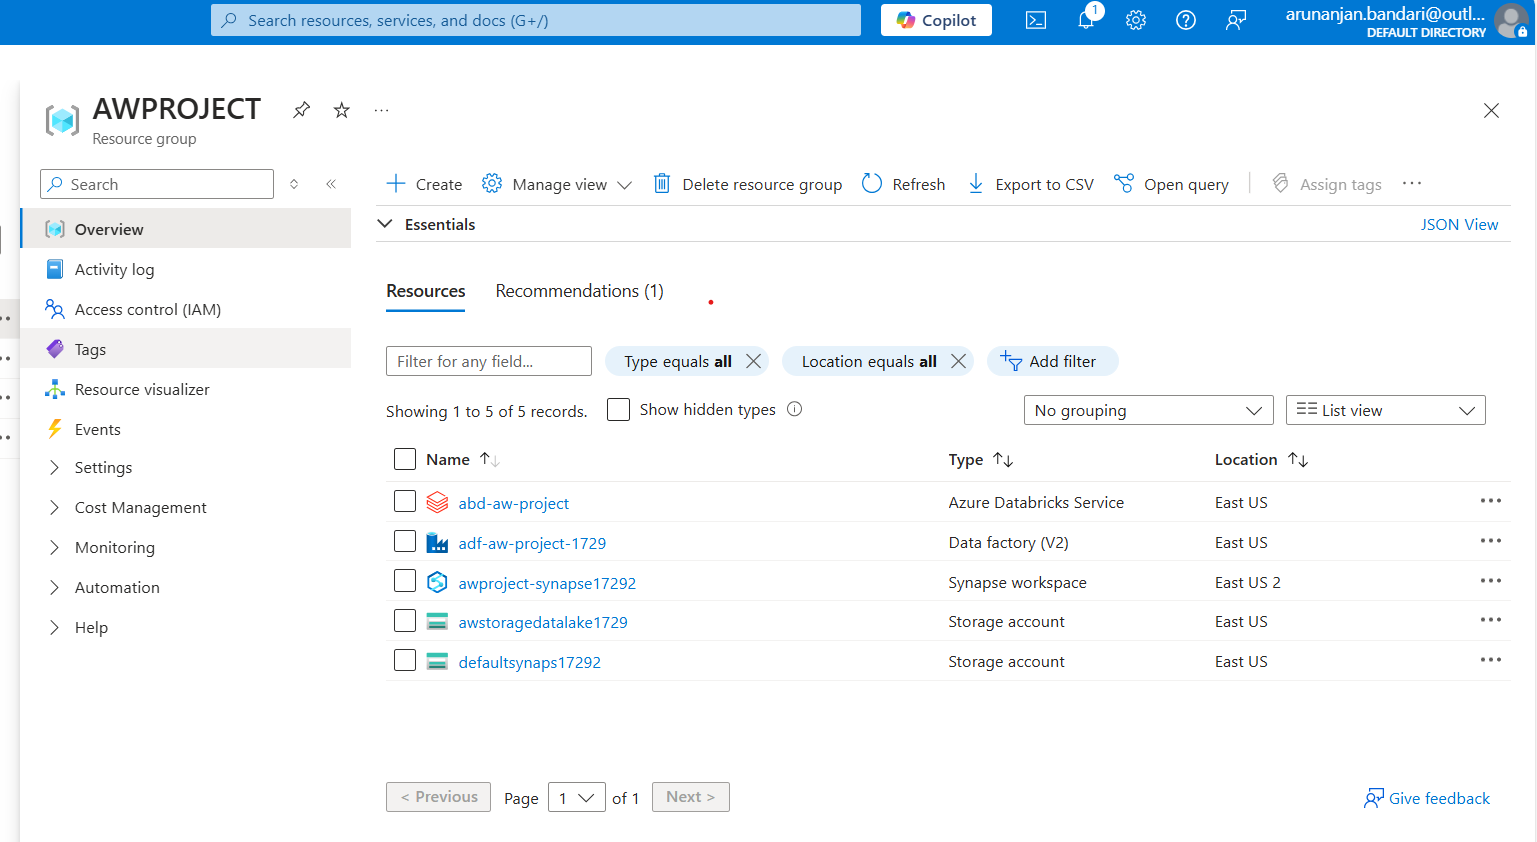 Search resources, services, and docs (G+/)
Copilot
1
arunanjan.bandari@outl...
DEFAULT DIRECTORY
AWPROJECT
Resource group
Search
Overview
Activity log
Access control (IAM)
Tags
Resource visualizer
Events
Settings
Cost Management
Monitoring
Automation
Help
Create
Manage view
Delete resource group
Refresh
Export to CSV
Open query
Assign tags
Essentials
JSON View
Resources
Recommendations (1)
Filter for any field...
Type equals all
Location equals all
Add filter
Showing 1 to 5 of 5 records.
Show hidden types
No grouping
List view
Name Type Location
abd-aw-project Azure Databricks Service East US
adf-aw-project-1729 Data factory (V2) East US
awproject-synapse17292 Synapse workspace East US 2
awstoragedatalake1729 Storage account East US
defaultsynaps17292 Storage account East US
< Previous Page 1 of 1 Next >
Give feedback